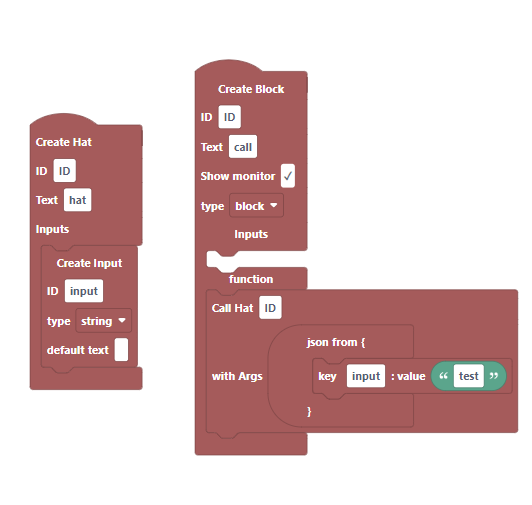 Create Hat
ID ID
Text hat
Inputs
Create Input
ID input
type string
default text
Create Block
ID ID
Text call
Show monitor ✓
type block
Inputs
function
Call Hat ID
json from {
with Args key input : value “ test ”
}